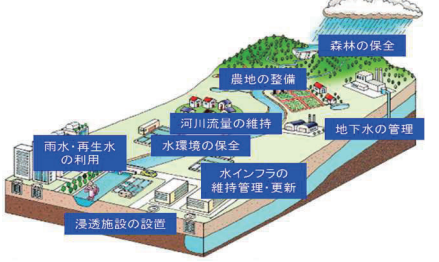 森林の保全
農地の整備
河川流量の維持
地下水の管理
雨水・再生水
の利用
水環境の保全
水インフラの
維持管理・更新
浸透施設の設置